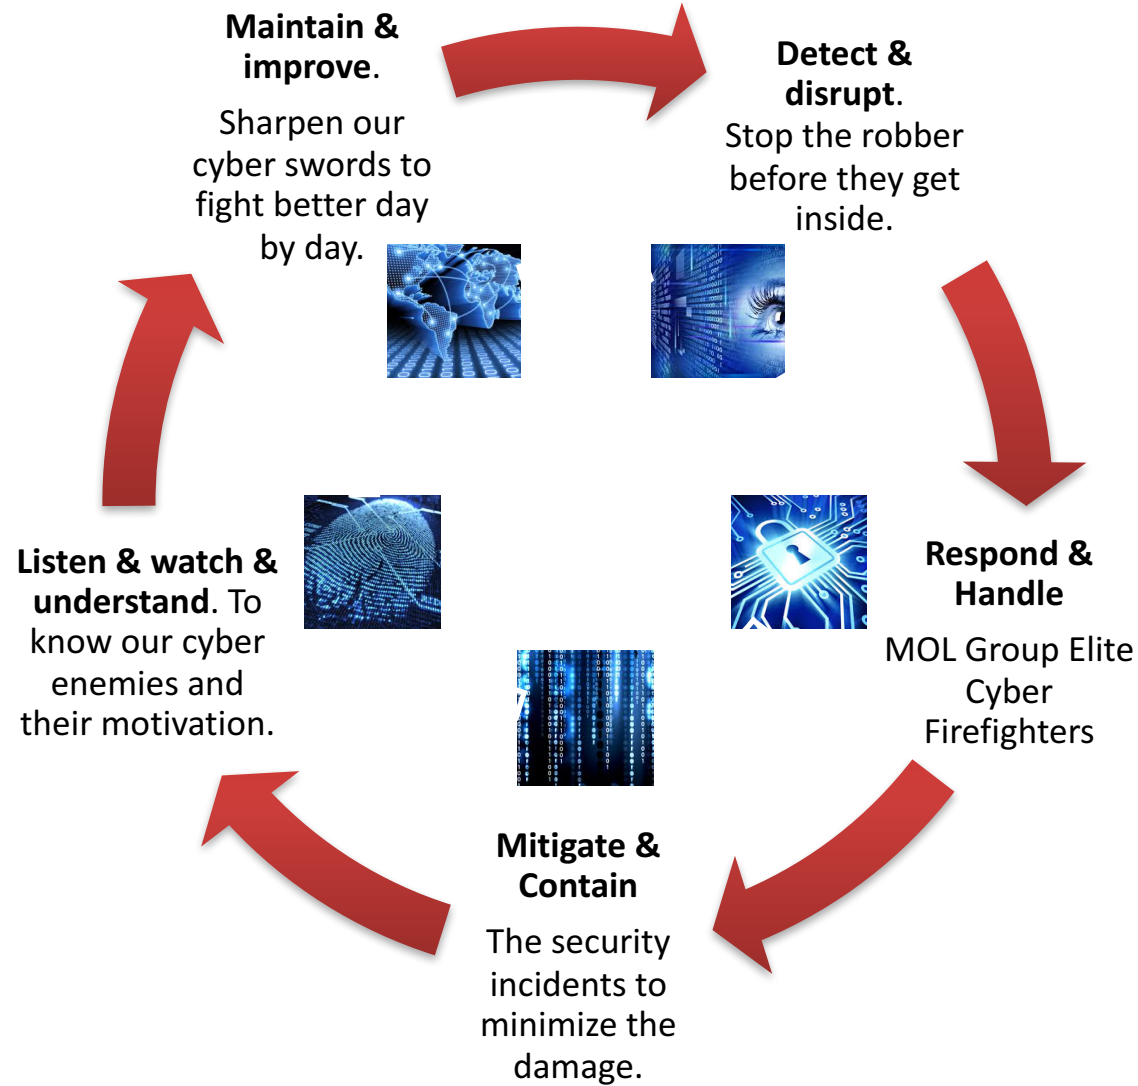 Maintain &
improve.
Sharpen our
cyber swords to
fight better day
by day.
Detect &
disrupt.
Stop the robber
before they get
inside.
Respond &
Handle
MOL Group Elite
Cyber
Firefighters
Mitigate &
Contain
The security
incidents to
minimize the
damage.
Listen & watch &
understand. To
know our cyber
enemies and
their motivation.